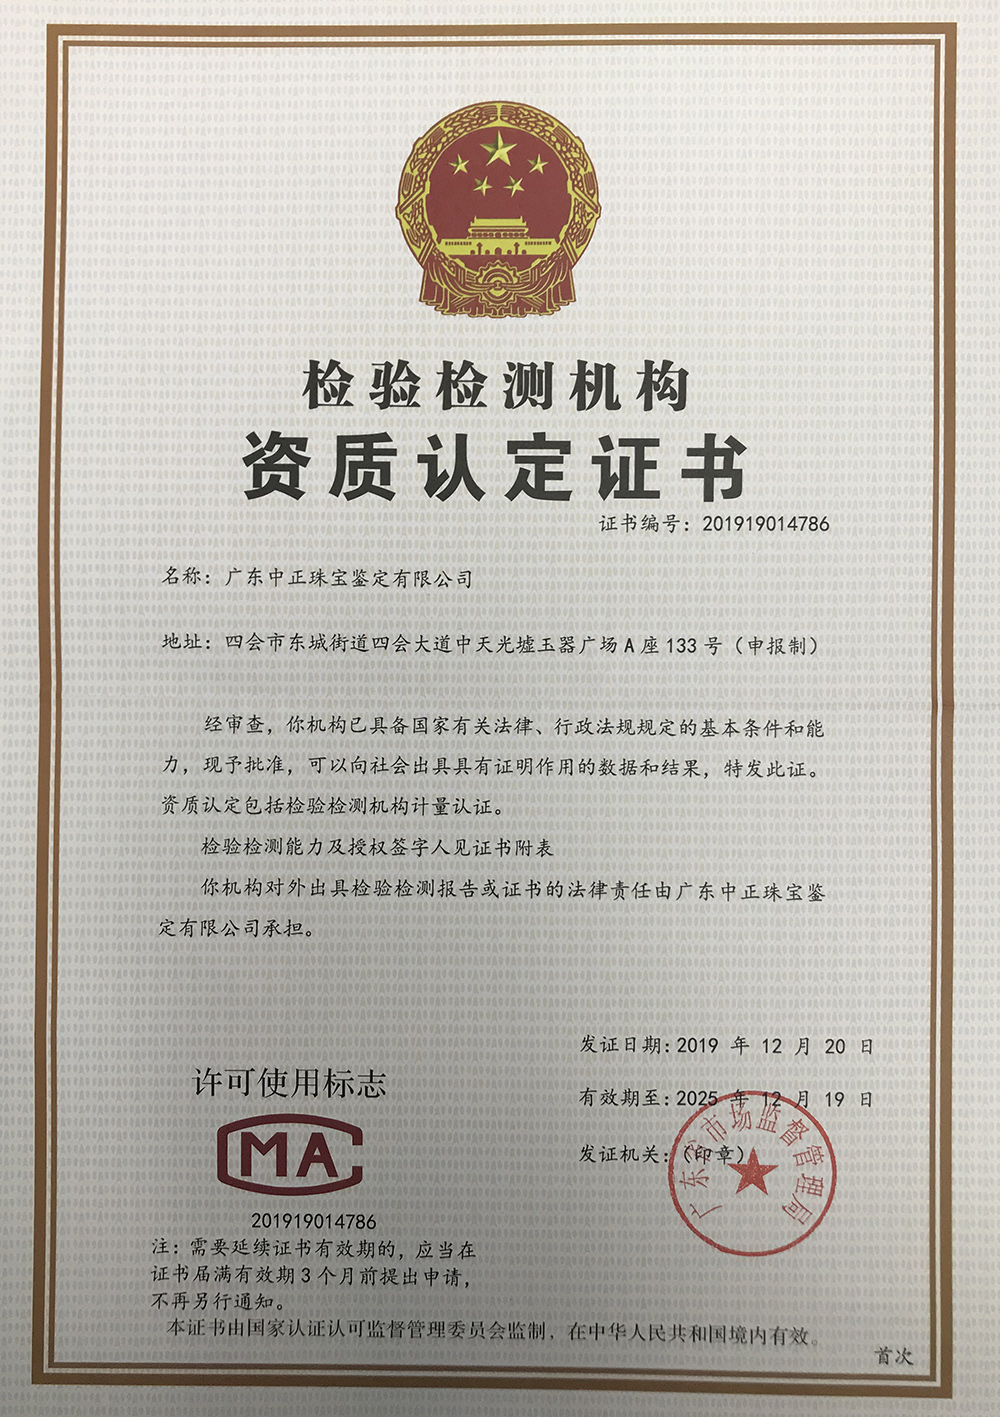 检验检测机构
资质认定证书
证书编号：201919014786
名称：广东中正珠宝鉴定有限公司
地址：四会市东城街道四会大道中天光墟玉器广场A座133号（申报制）
经审查，你机构已具备国家有关法律、行政法规规定的基本条件和能
力，现予批准，可以向社会出具具有证明作用的数据和结果，特发此证。
资质认定包括检验检测机构计量认证。
检验检测能力及授权签字人见证书附表
你机构对外出具检验检测报告或证书的法律责任由广东中正珠宝鉴
定有限公司承担。
发证日期：2019 年 12 月 20 日
有效期至：2025 年 12 月 19 日
发证机关：（印章）
广东省市场监督管理局
许可使用标志
MA
201919014786
注：需要延续证书有效期的，应当在
证书届满有效期3个月前提出申请，
不再另行通知。
本证书由国家认证认可监督管理委员会监制，在中华人民共和国境内有效。
首次